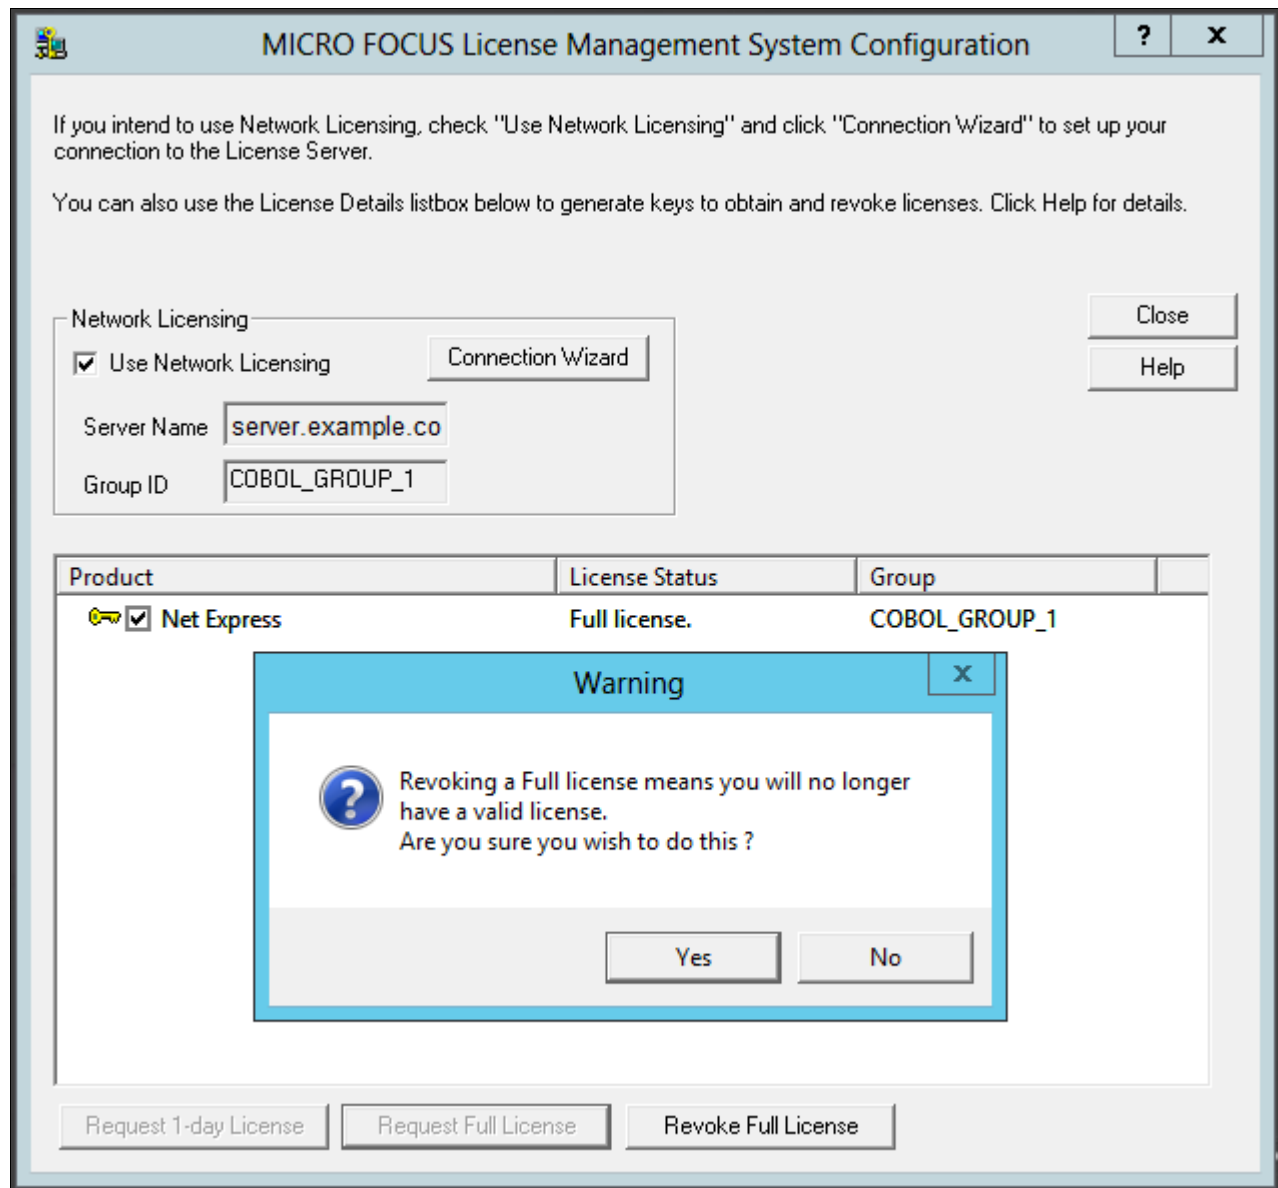 MICRO FOCUS License Management System Configuration
? X
If you intend to use Network Licensing, check "Use Network Licensing" and click "Connection Wizard" to set up your
connection to the License Server.
You can also use the License Details listbox below to generate keys to obtain and revoke licenses. Click Help for details.
Network Licensing
Close
Use Network Licensing
Connection Wizard
Help
Server Name server.example.co
Group ID COBOL_GROUP_1
Product License Status Group
Net Express Full license. COBOL_GROUP_1
Warning
X
Revoking a Full license means you will no longer
have a valid license.
Are you sure you wish to do this ?
Yes No
Request 1-day License Request Full License Revoke Full License